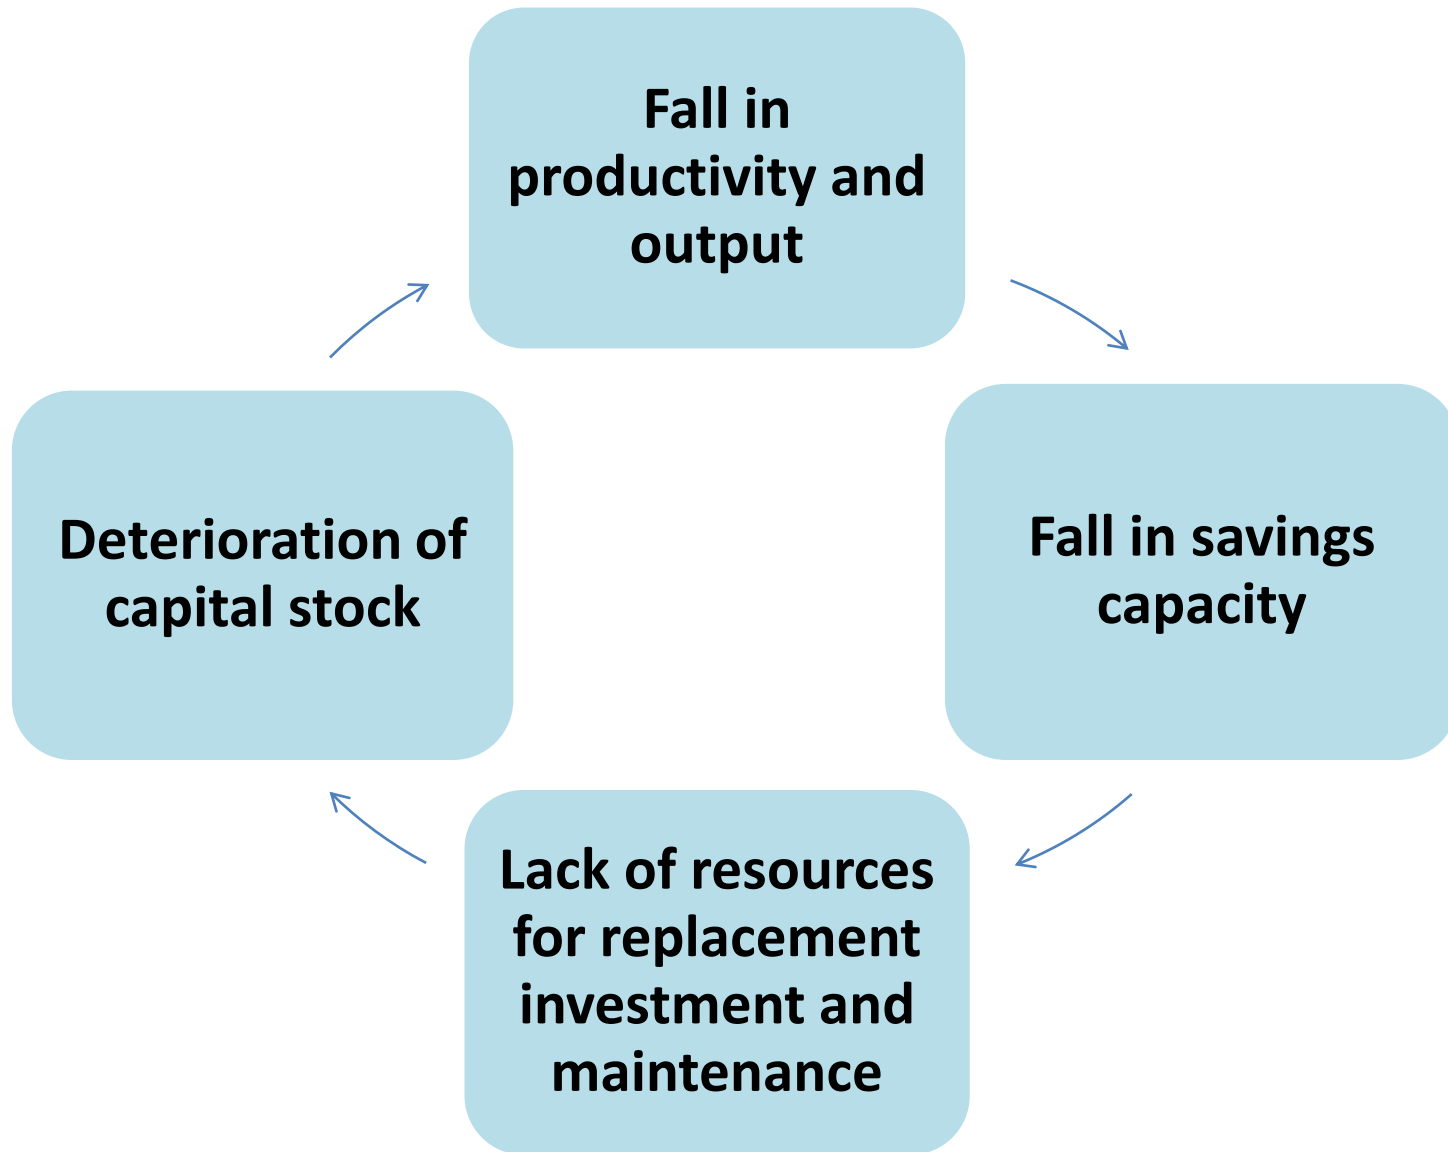 Fall in
productivity and
output
Fall in savings
capacity
Lack of resources
for replacement
investment and
maintenance
Deterioration of
capital stock